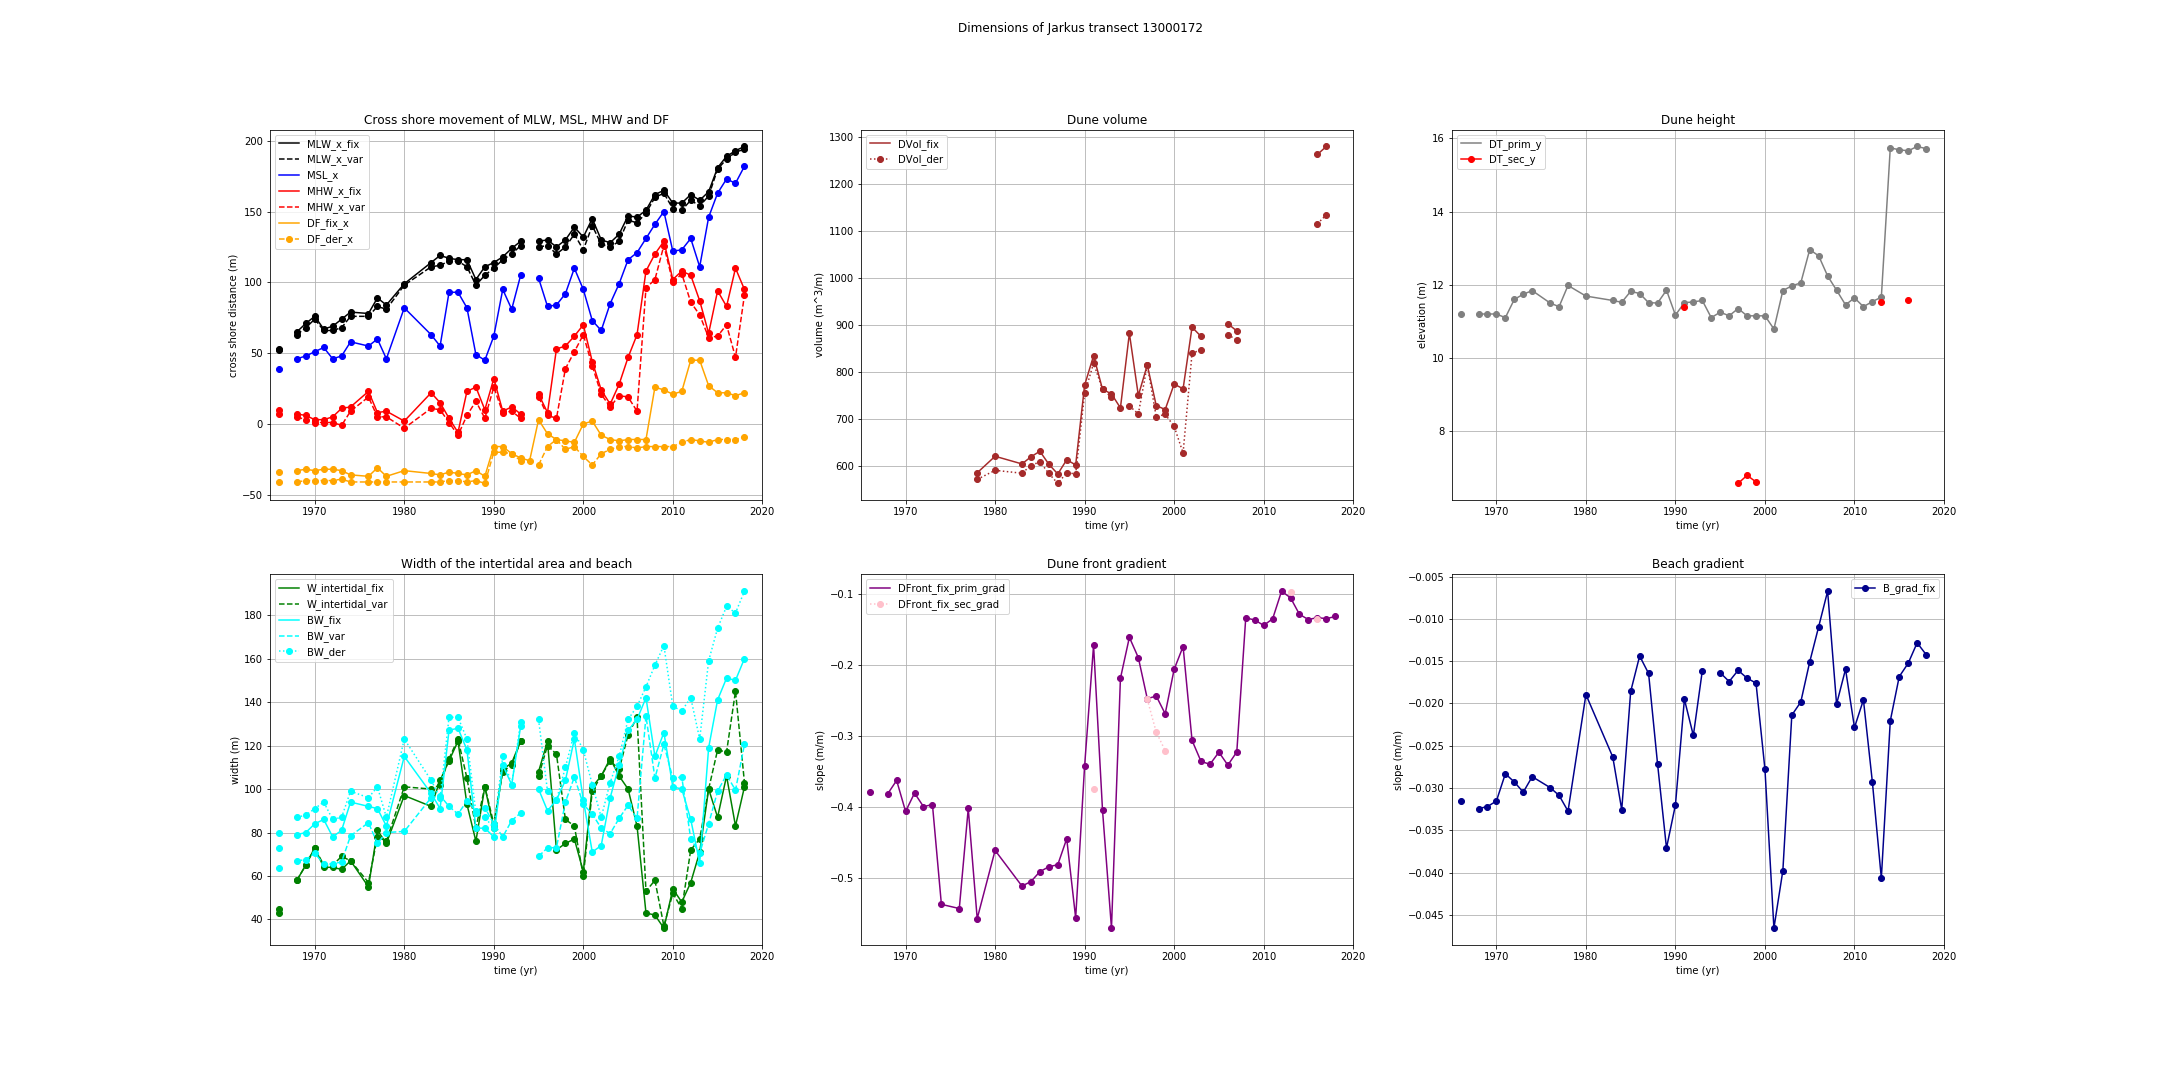 Dimensions of Jarkus transect 13000172
Cross shore movement of MLW, MSL, MHW and DF
200
150
100
50
0
−50
cross shore distance (m)
MLW_x_fix
MLW_x_var
MSL_x
MHW_x_fix
MHW_x_var
DF_fix_x
DF_der_x
1970 1980 1990 2000 2010 2020
time (yr)
Dune volume
1300
1200
1100
1000
900
800
700
600
volume (m^3/m)
DVol_fix
DVol_der
1970 1980 1990 2000 2010 2020
time (yr)
Dune height
16
14
12
10
8
elevation (m)
DT_prim_y
DT_sec_y
1970 1980 1990 2000 2010 2020
time (yr)
Width of the intertidal area and beach
180
160
140
120
100
80
60
40
width (m)
W_intertidal_fix
W_intertidal_var
BW_fix
BW_var
BW_der
1970 1980 1990 2000 2010 2020
time (yr)
Dune front gradient
−0.1
−0.2
−0.3
−0.4
−0.5
slope (m/m)
DFront_fix_prim_grad
DFront_fix_sec_grad
1970 1980 1990 2000 2010 2020
time (yr)
Beach gradient
−0.005
−0.010
−0.015
−0.020
−0.025
−0.030
−0.035
−0.040
−0.045
slope (m/m)
B_grad_fix
1970 1980 1990 2000 2010 2020
time (yr)